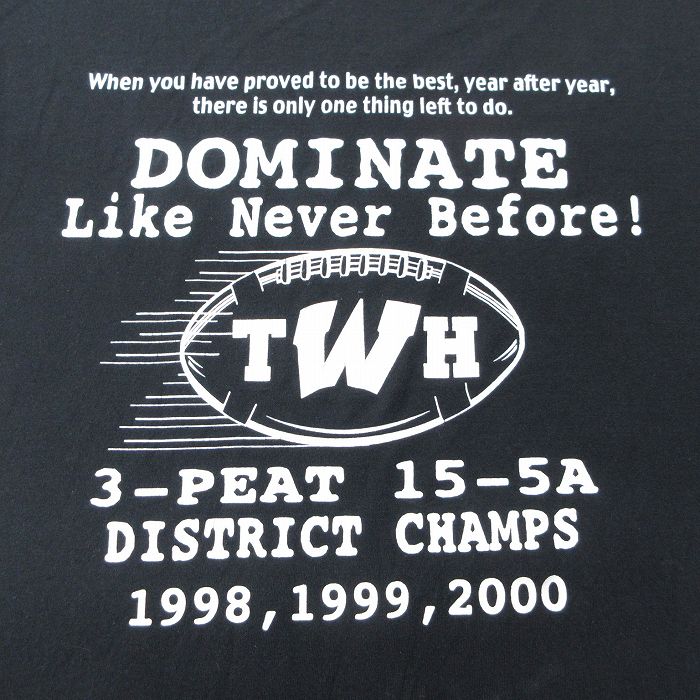 When you have proved to be the best, year after year,
there is only one thing left to do.
DOMINATE
Like Never Before!
TWH
3-PEAT 15-5A
DISTRICT CHAMPS
1998,1999,2000